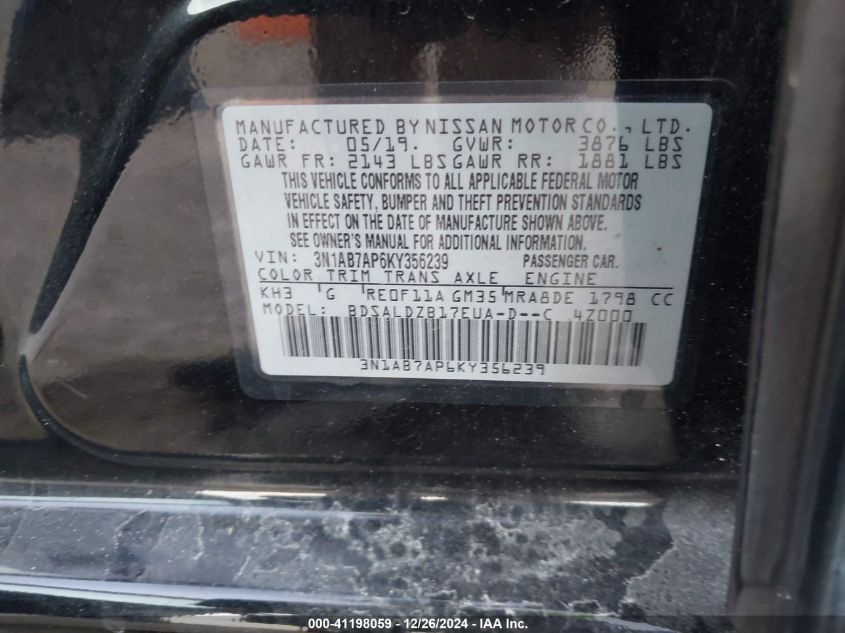 MANUFACTURED BY NISSAN MOTOR CO., LTD.
DATE: 05/19. GVWR: 3876 LBS
GAWR FR: 2143 LBS GAWR RR: 1881 LBS
THIS VEHICLE CONFORMS TO ALL APPLICABLE FEDERAL MOTOR
VEHICLE SAFETY, BUMPER AND THEFT PREVENTION STANDARDS
IN EFFECT ON THE DATE OF MANUFACTURE SHOWN ABOVE.
SEE OWNER'S MANUAL FOR ADDITIONAL INFORMATION.
VIN: 3N1AB7AP6KY356239 PASSENGER CAR.
COLOR TRIM TRANS AXLE ENGINE
KH3 G RE0F11A GM35 MRA8DE 1798 CC
MODEL: BDSALDZB17EUA-D--C 4Z000
3N1AB7AP6KY356239
000-41198059 - 12/26/2024 - IAA Inc.